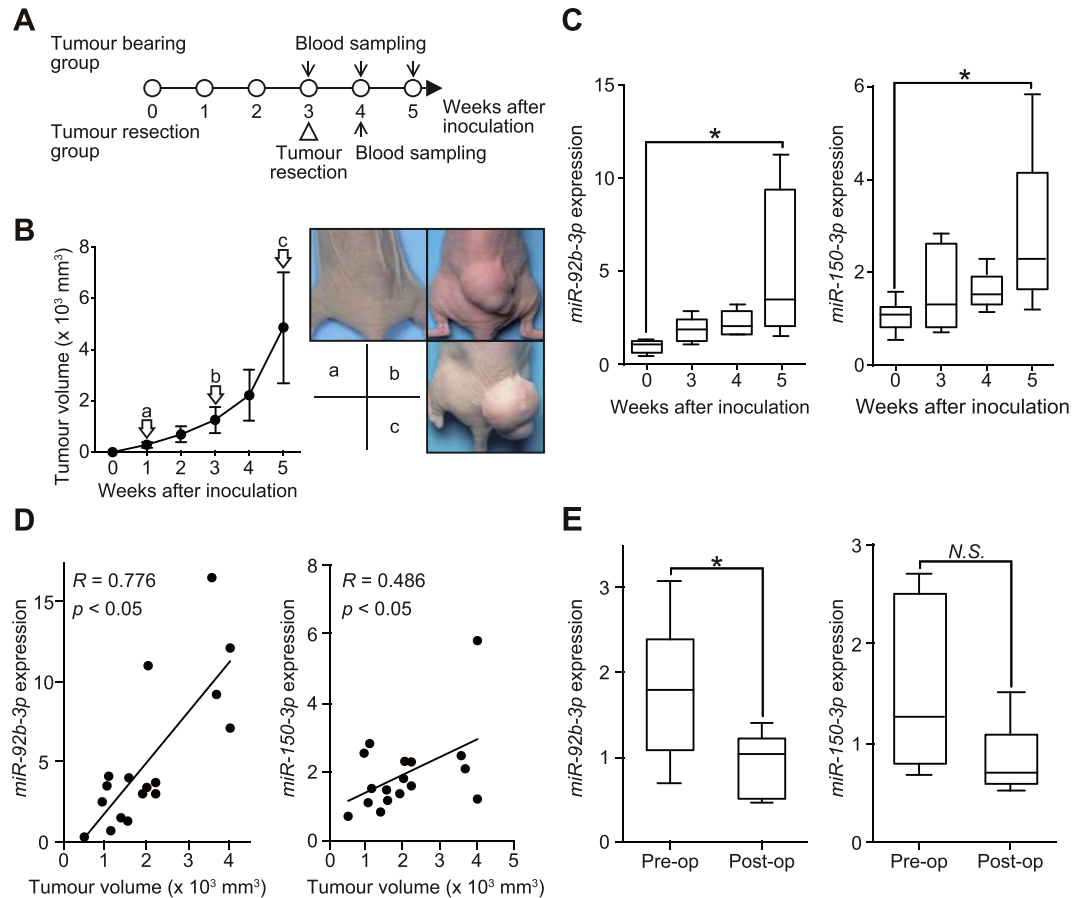 A
Tumour bearing
group
Blood sampling
0 1 2 3 4 5
Weeks after
inoculation
Tumour resection
group
Tumour
resection
Blood sampling
B
Tumour volume (x 10³ mm³)
8
6
4
2
0
a
b
c
0 1 2 3 4 5
Weeks after inoculation
a b
c
C
miR-92b-3p expression
15
10
5
0
*
0 3 4 5
Weeks after inoculation
miR-150-3p expression
6
4
2
0
*
0 3 4 5
Weeks after inoculation
D
miR-92b-3p expression
R = 0.776
p < 0.05
15
10
5
0
0 1 2 3 4
Tumour volume (x 10³ mm³)
miR-150-3p expression
R = 0.486
p < 0.05
8
6
4
2
0
0 1 2 3 4 5
Tumour volume (x 10³ mm³)
E
miR-92b-3p expression
3
2
1
0
*
Pre-op Post-op
miR-150-3p expression
3
2
1
0
N.S.
Pre-op Post-op